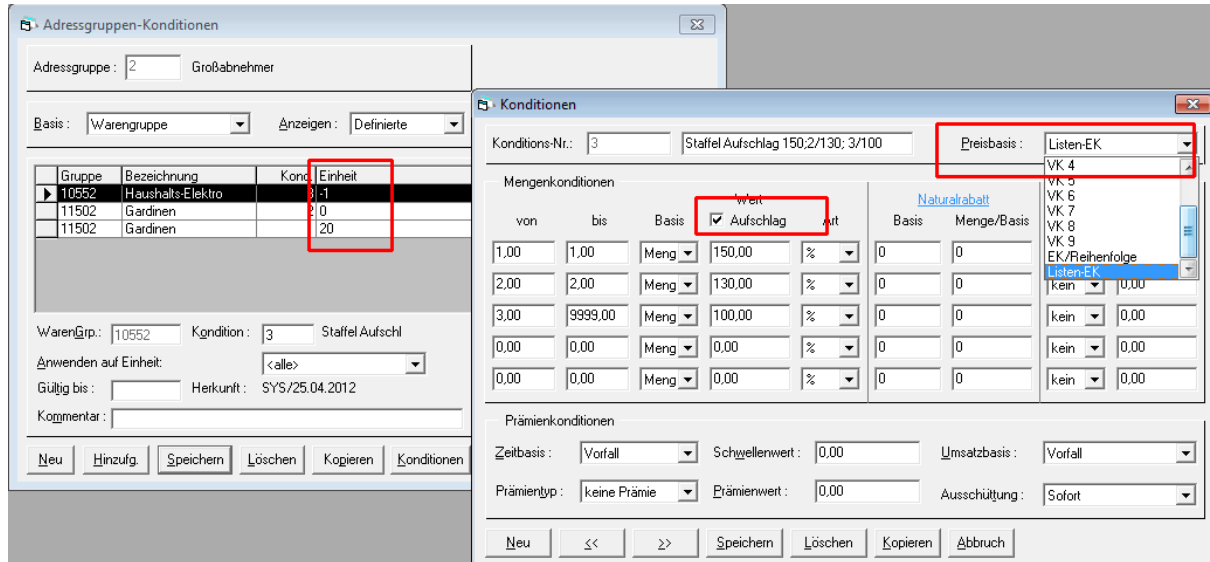 Adressgruppen-Konditionen
Adressgruppe : 2 Großabnehmer
Basis : Warengruppe Anzeigen : Definierte
Gruppe Bezeichnung Kond. Einheit
10552 Haushalts-Elektro 3 -1
11502 Gardinen 2 0
11502 Gardinen 20
WarenGrp.: 10552 Kondition : 3 Staffel Aufschl
Anwenden auf Einheit: <alle>
Gültig bis : Herkunft : SYS/25.04.2012
Kommentar :
Neu Hinzufg. Speichern Löschen Kopieren Konditionen
Konditionen
Konditions-Nr.: 3 Staffel Aufschlag 150;2/130; 3/100 Preisbasis : Listen-EK
VK 4
VK 5
VK 6
VK 7
VK 8
VK 9
EK/Reihenfolge
Listen-EK
Mengenkonditionen
Wert Naturalrabatt
von bis Basis Aufschlag Art Basis Menge/Basis
1,00 1,00 Meng 150,00 % 0 0
2,00 2,00 Meng 130,00 % 0 0 kein 0,00
3,00 9999,00 Meng 100,00 % 0 0 kein 0,00
0,00 0,00 Meng 0,00 % 0 0 kein 0,00
0,00 0,00 Meng 0,00 % 0 0 kein 0,00
Prämienkonditionen
Zeitbasis : Vorfall Schwellenwert : 0,00 Umsatzbasis : Vorfall
Prämientyp : keine Prämie Prämienwert : 0,00 Ausschüttung : Sofort
Neu << >> Speichern Löschen Kopieren Abbruch